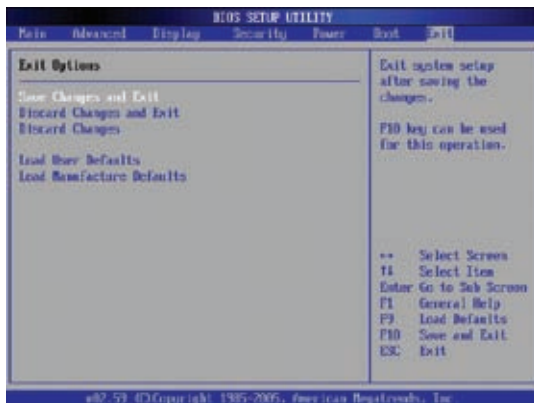 BIOS SETUP UTILITY
Main Advanced Display Security Power Boot Exit
Exit Options
Save Changes and Exit
Discard Changes and Exit
Discard Changes
Load User Defaults
Load Manufacture Defaults
Exit system setup
after saving the
changes.
F10 key can be used
for this operation.
↔ Select Screen
↑↓ Select Item
Enter Go to Sub Screen
F1 General Help
F9 Load Defaults
F10 Save and Exit
ESC Exit
v02.59 (C)Copyright 1985-2005, American Megatrends, Inc.